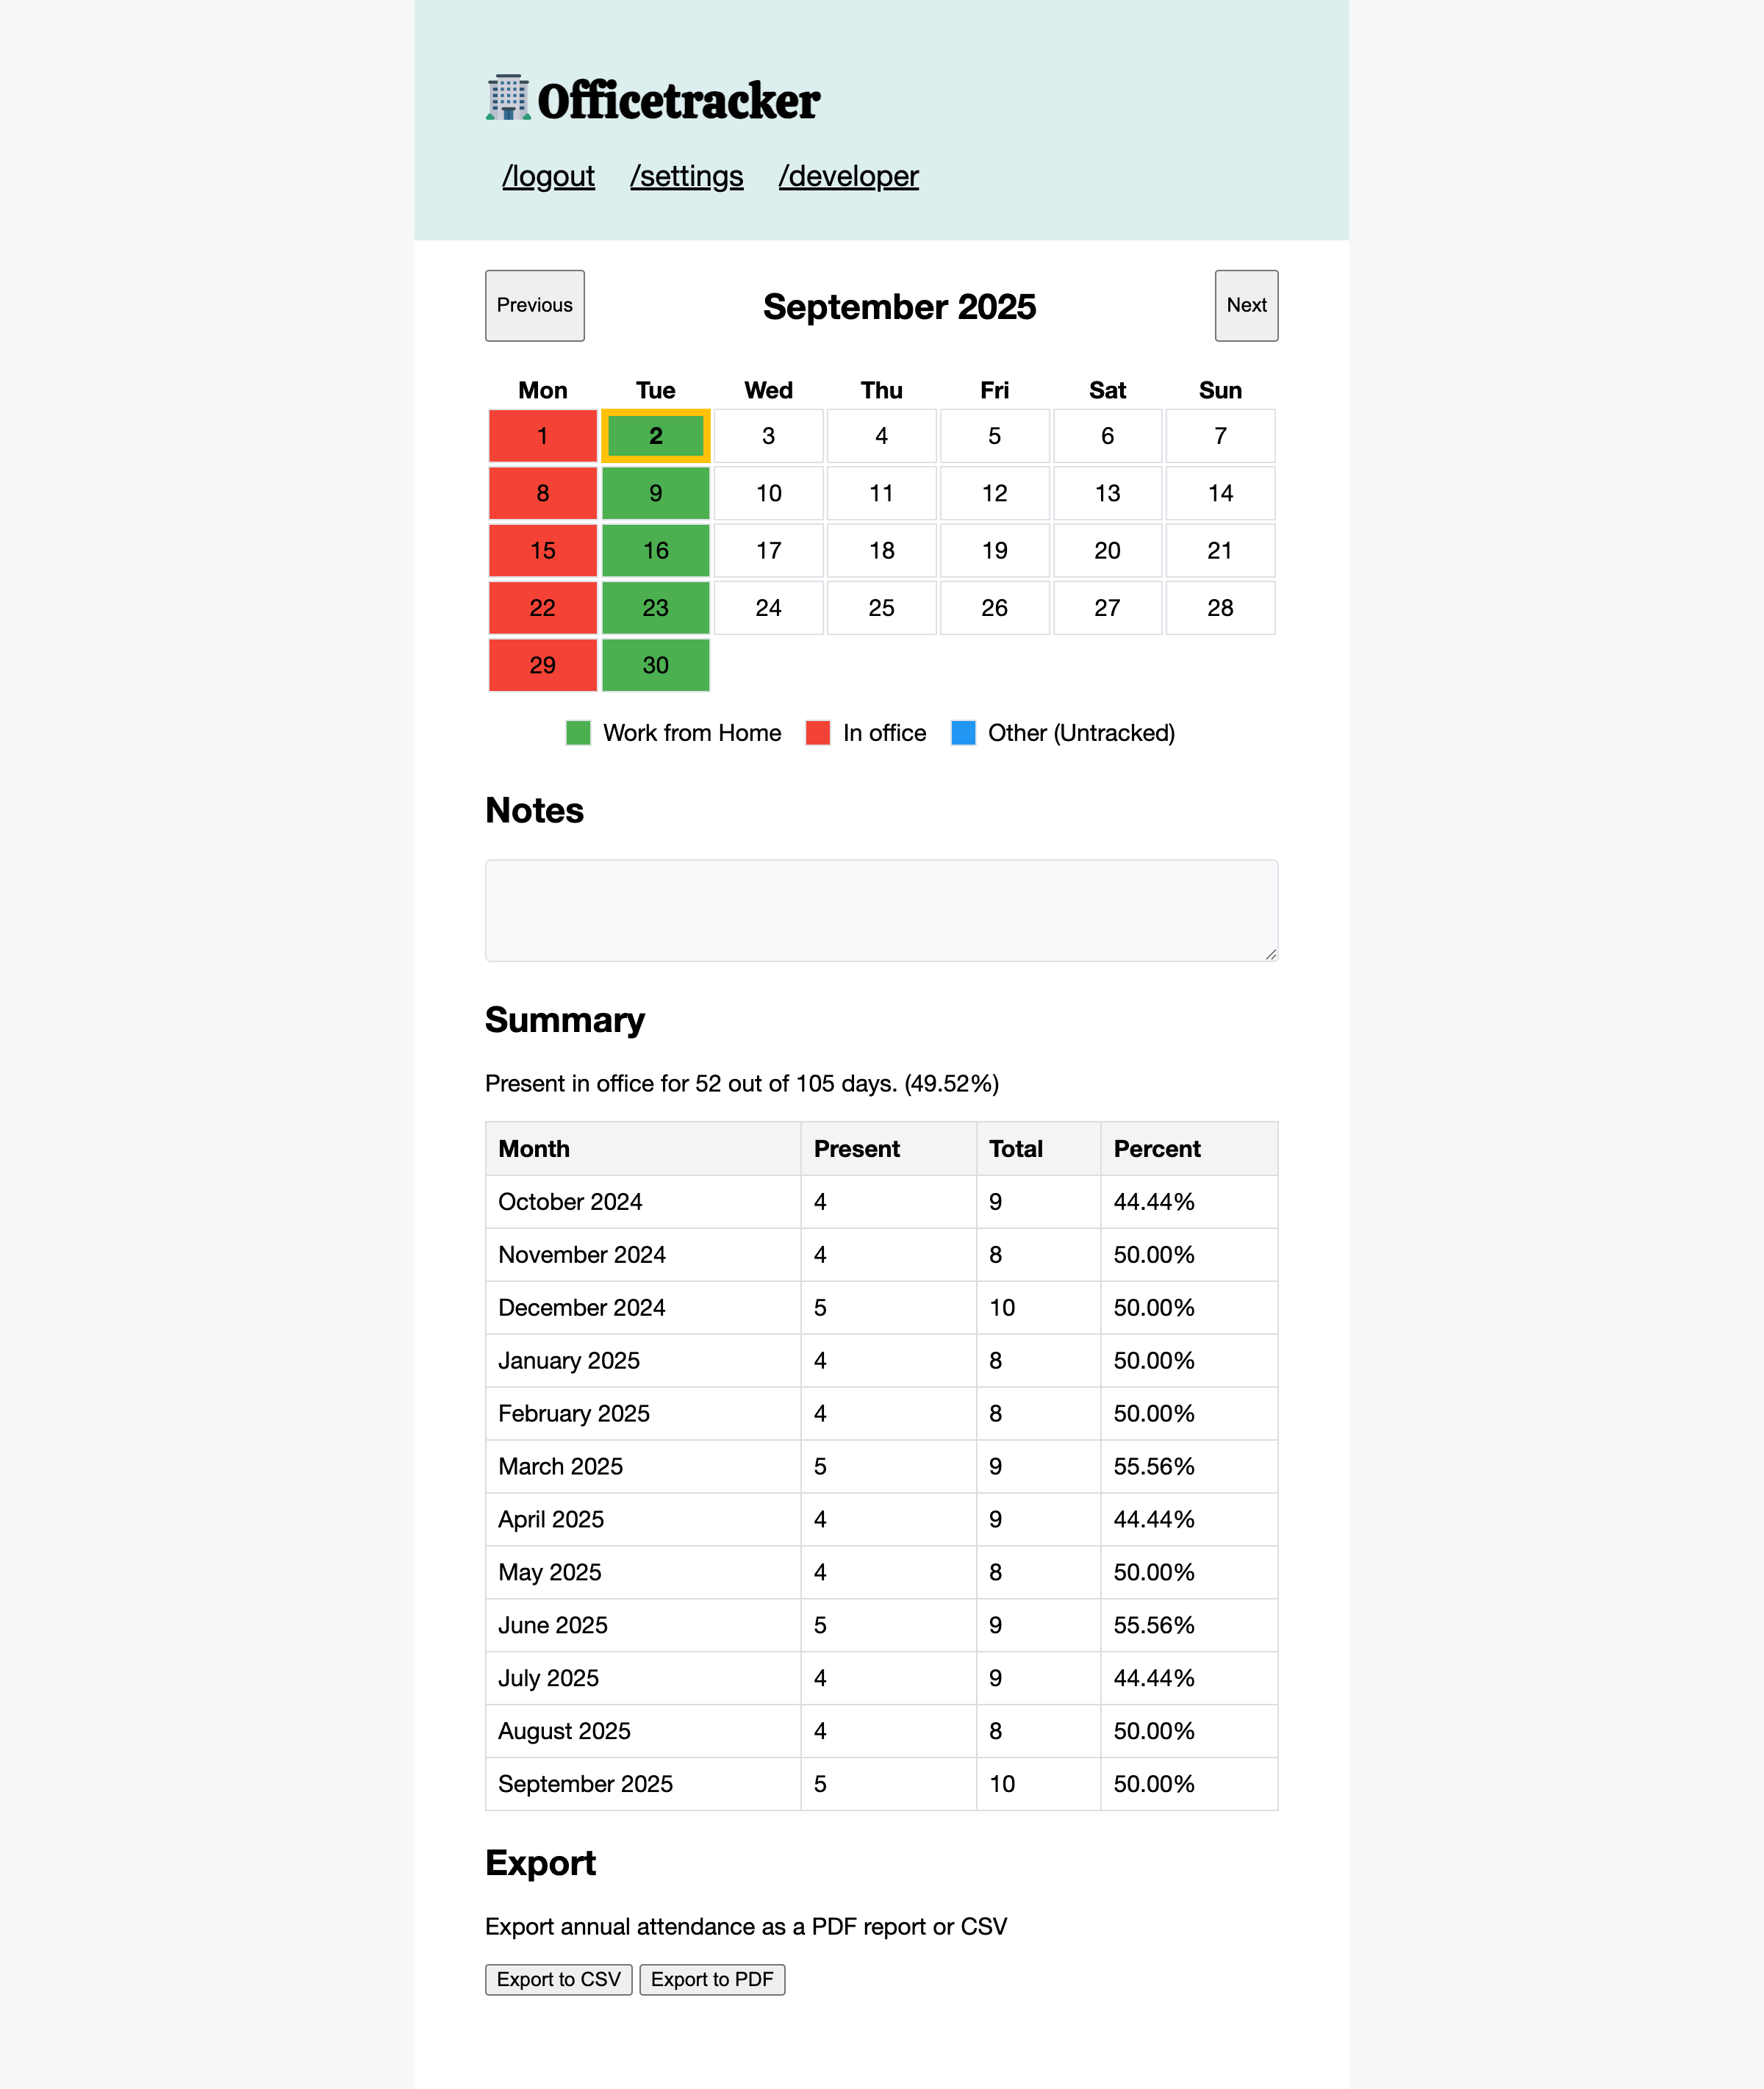 Officetracker
/logout /settings /developer
Previous September 2025 Next
Mon Tue Wed Thu Fri Sat Sun
1 2 3 4 5 6 7
8 9 10 11 12 13 14
15 16 17 18 19 20 21
22 23 24 25 26 27 28
29 30
Work from Home In office Other (Untracked)
Notes
Summary
Present in office for 52 out of 105 days. (49.52%)
Month Present Total Percent
October 2024 4 9 44.44%
November 2024 4 8 50.00%
December 2024 5 10 50.00%
January 2025 4 8 50.00%
February 2025 4 8 50.00%
March 2025 5 9 55.56%
April 2025 4 9 44.44%
May 2025 4 8 50.00%
June 2025 5 9 55.56%
July 2025 4 9 44.44%
August 2025 4 8 50.00%
September 2025 5 10 50.00%
Export
Export annual attendance as a PDF report or CSV
Export to CSV Export to PDF